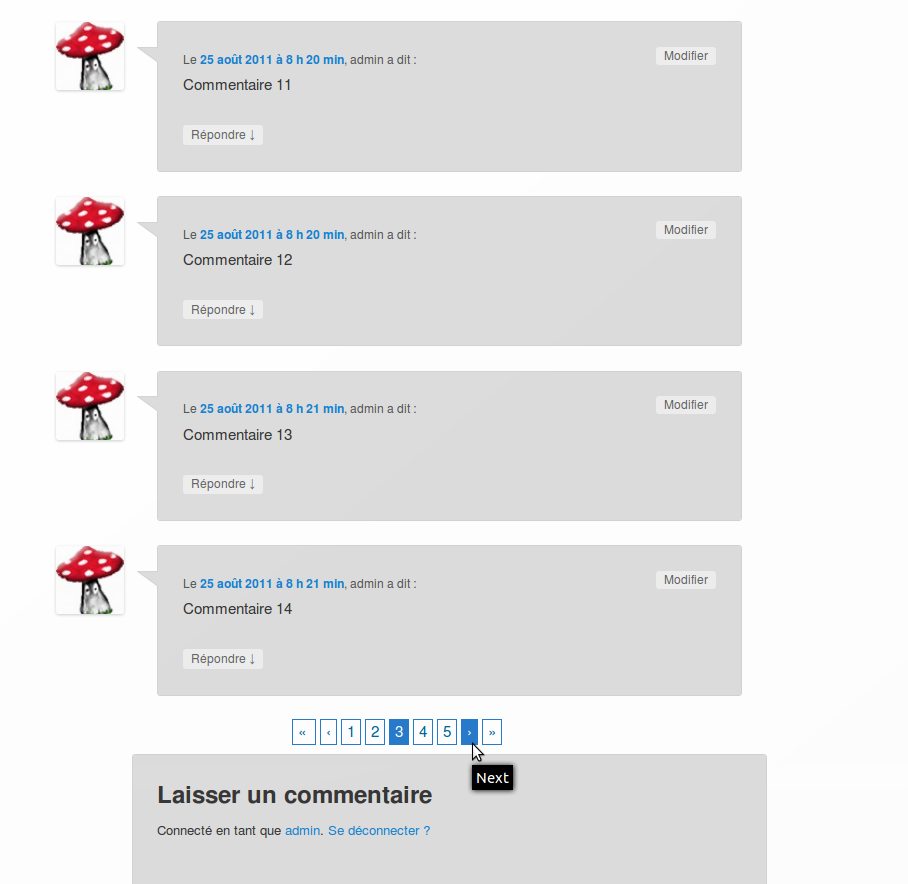 Le 25 août 2011 à 8 h 20 min, admin a dit :
Modifier
Commentaire 11
Répondre ↓
Le 25 août 2011 à 8 h 20 min, admin a dit :
Modifier
Commentaire 12
Répondre ↓
Le 25 août 2011 à 8 h 21 min, admin a dit :
Modifier
Commentaire 13
Répondre ↓
Le 25 août 2011 à 8 h 21 min, admin a dit :
Modifier
Commentaire 14
Répondre ↓
« ‹ 1 2 3 4 5 › »
Next
Laisser un commentaire
Connecté en tant que admin. Se déconnecter ?